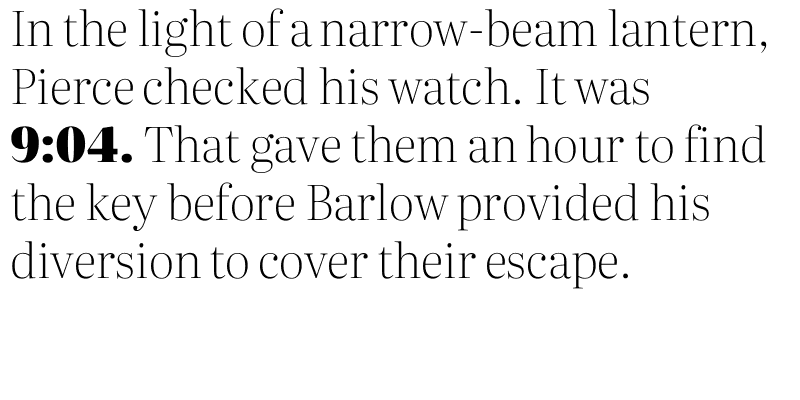 In the light of a narrow-beam lantern,
Pierce checked his watch. It was
9:04. That gave them an hour to find
the key before Barlow provided his
diversion to cover their escape.